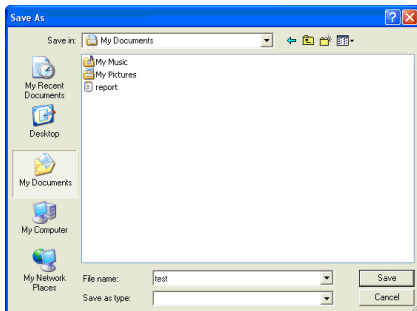 Save As
Save in:
My Documents
My Recent
Documents
Desktop
My Documents
My Computer
My Network
Places
My Music
My Pictures
report
File name:
test
Save
Save as type:
Cancel